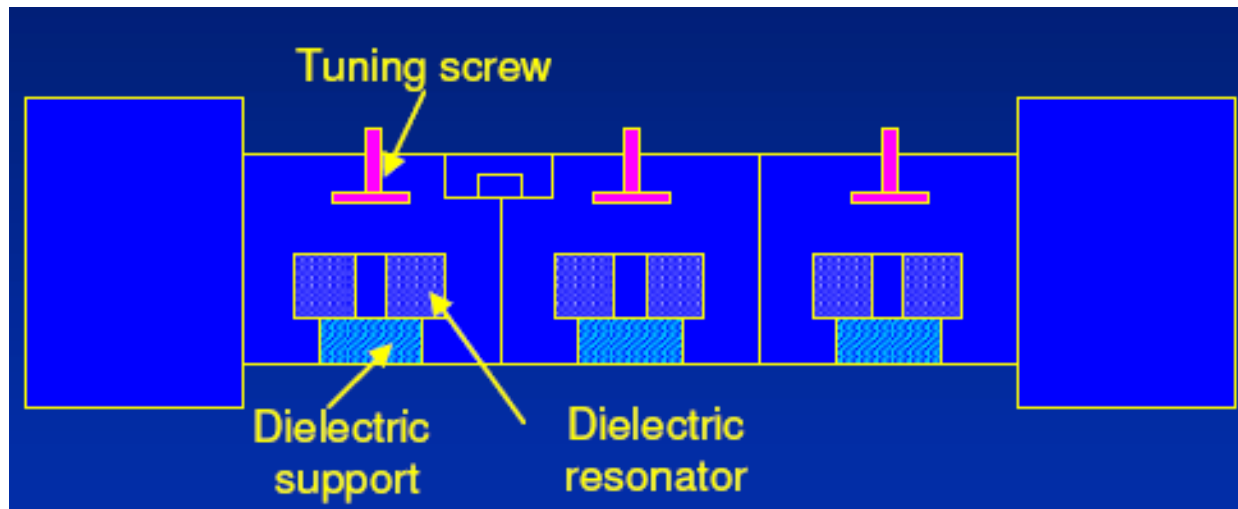 Tuning screw
Dielectric
support
Dielectric
resonator